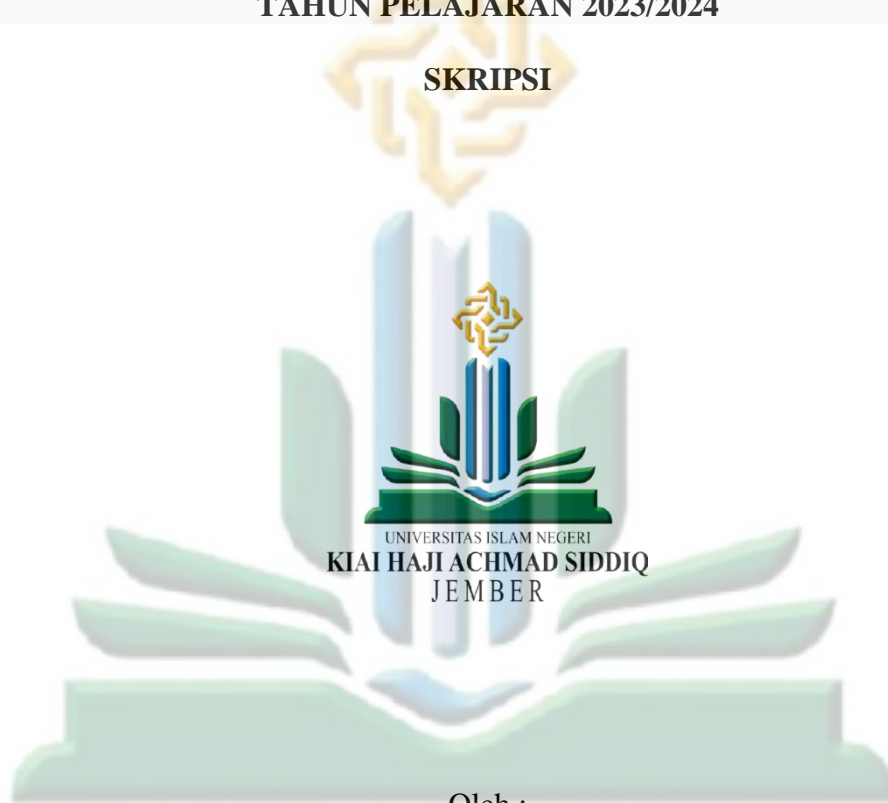 TAHUN PELAJARAN 2023/2024
SKRIPSI
UNIVERSITAS ISLAM NEGERI
KIAI HAJI ACHMAD SIDDIQ
JEMBER
Oleh :